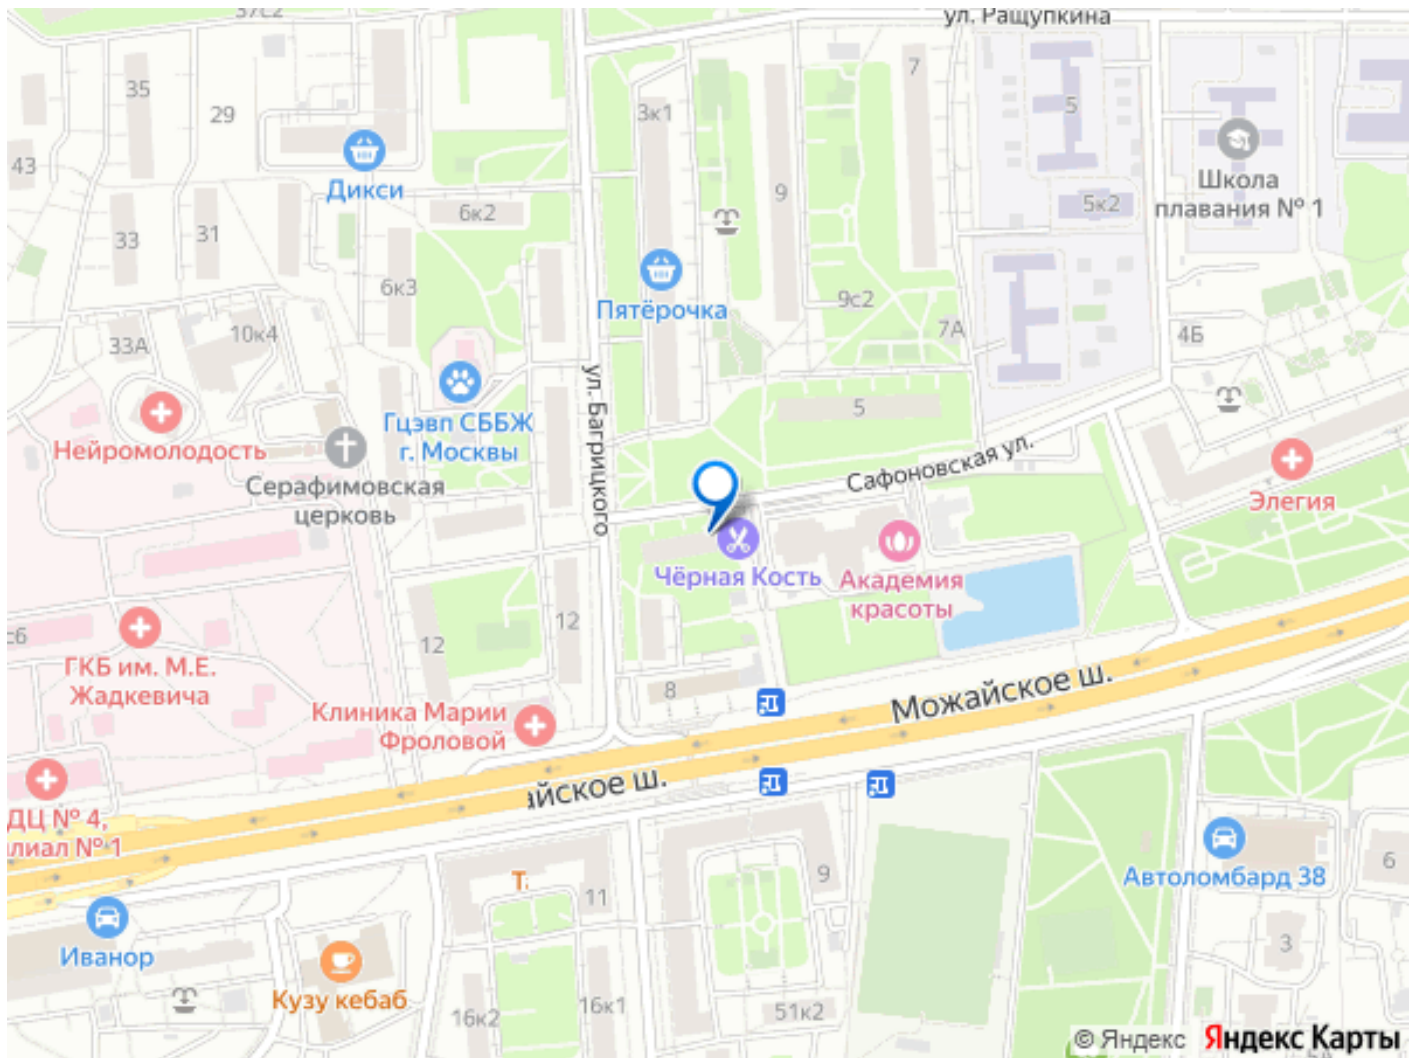 37с2
ул. Ращупкина
35
29
43
Дикси
3к1
7
5
Школа
плавания № 1
5к2
9
6к2
33
31
6к3
Пятёрочка
9с2
7А
4Б
33А
10к4
ул. Багрицкого
Гцэвп СББЖ
г. Москвы
5
Нейромолодость
Серафимовская
церковь
Сафоновская ул.
Элегия
Чёрная Кость
Академия
красоты
с6
12
12
ГКБ им. М.Е.
Жадкевича
8
Можайское ш.
Клиника Марии
Фроловой
айское ш.
ДЦ № 4,
лиал № 1
Т
11
9
Автоломбард 38
6
Иванор
3
Кузу кебаб
16к2
16к1
51к2
© Яндекс Яндекс Карты